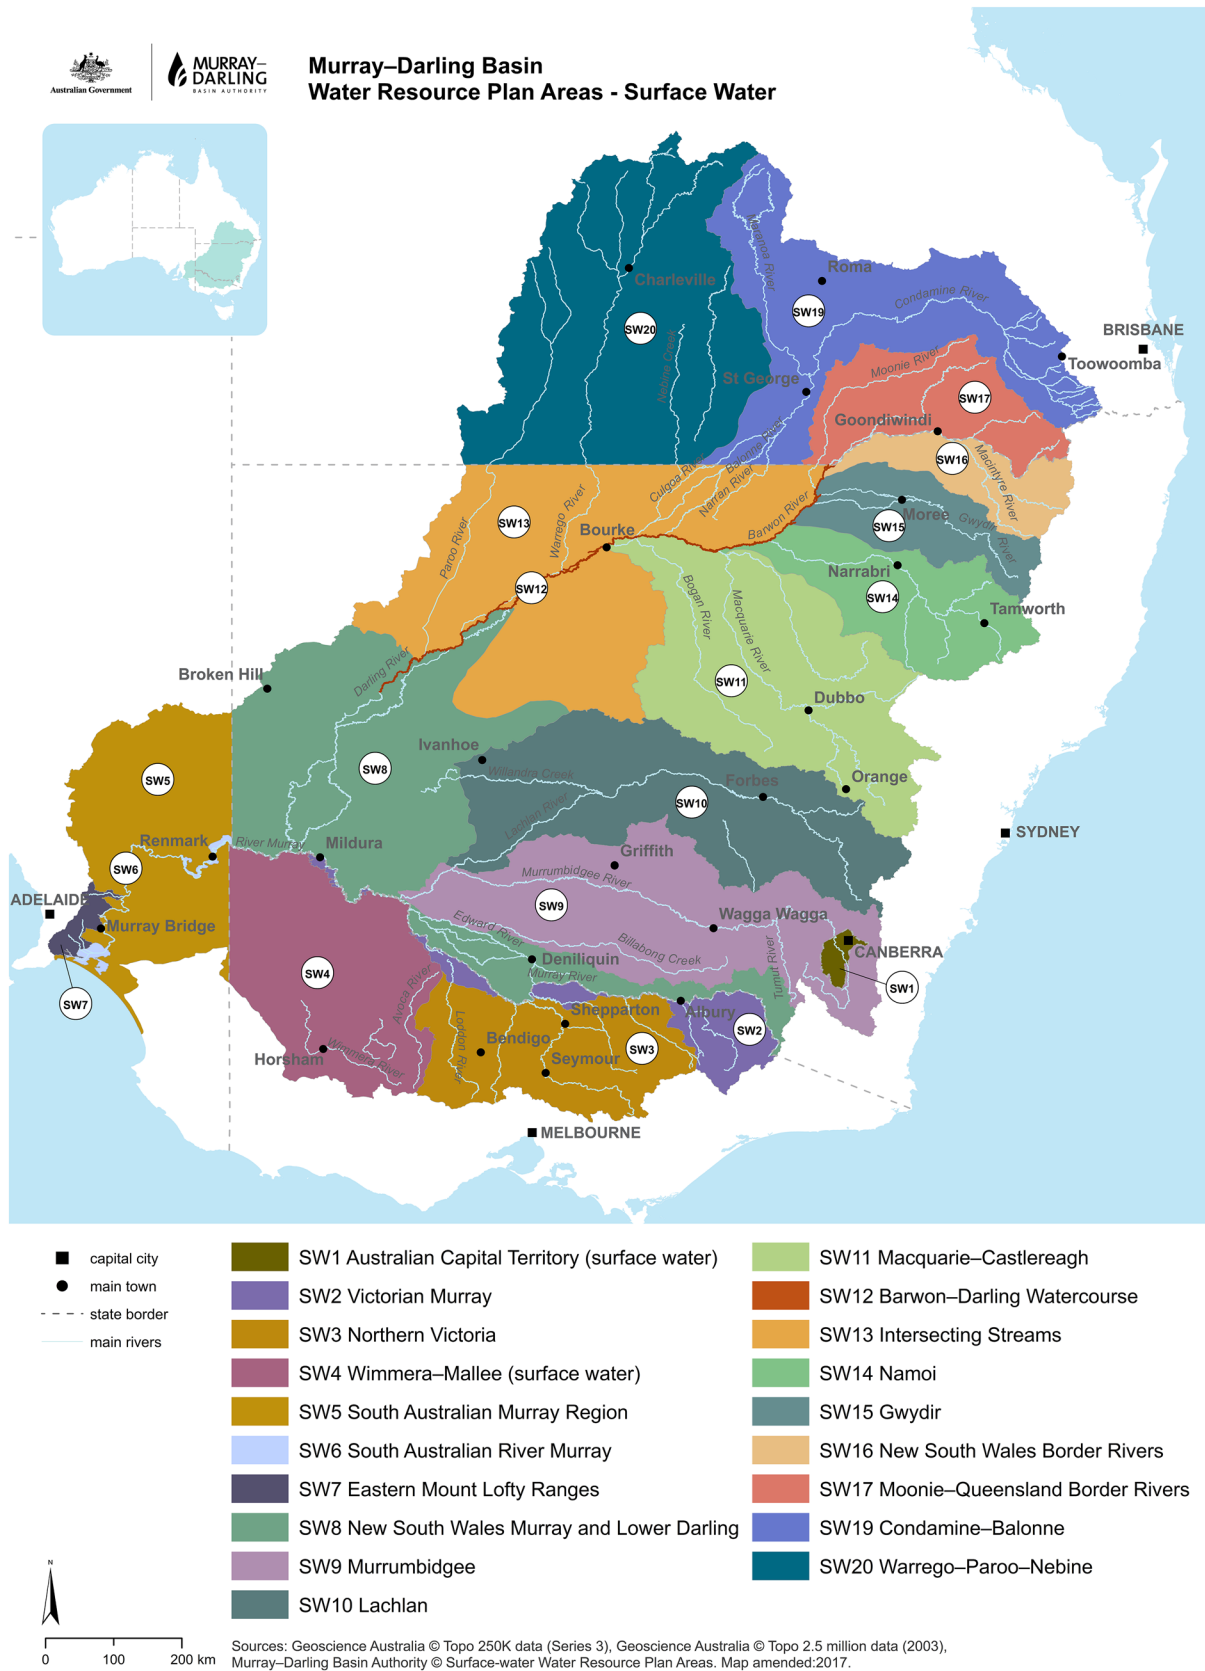 Australian Government
MURRAY–
DARLING
BASIN AUTHORITY
Murray–Darling Basin
Water Resource Plan Areas - Surface Water
Charleville
SW20
Nebine Creek
Maranoa River
Roma
SW19
Condamine River
BRISBANE
Toowoomba
St George
Moonie River
SW17
Goondiwindi
SW16
Macintyre River
Culgoa River
Balonne River
Narran River
Barwon River
SW13
Paroo River
Warrego River
Bourke
SW15
Moree
Gwydir River
SW12
Narrabri
SW14
Tamworth
Bogan River
Macquarie River
Darling River
Broken Hill
SW11
Dubbo
Ivanhoe
SW5
SW8
Willandra Creek
Forbes
Orange
SW10
Lachlan River
SYDNEY
Renmark
River Murray
Mildura
Griffith
SW6
Murrumbidgee River
ADELAIDE
SW9
Wagga Wagga
Murray Bridge
Edward River
Billabong Creek
CANBERRA
Deniliquin
Murray River
Tumut River
SW4
SW1
SW7
Avoca River
Shepparton
Albury
SW2
Loddon River
Bendigo
SW3
Horsham
Wimmera River
Seymour
MELBOURNE
capital city
main town
state border
main rivers
SW1 Australian Capital Territory (surface water)
SW2 Victorian Murray
SW3 Northern Victoria
SW4 Wimmera–Mallee (surface water)
SW5 South Australian Murray Region
SW6 South Australian River Murray
SW7 Eastern Mount Lofty Ranges
SW8 New South Wales Murray and Lower Darling
SW9 Murrumbidgee
SW10 Lachlan
SW11 Macquarie–Castlereagh
SW12 Barwon–Darling Watercourse
SW13 Intersecting Streams
SW14 Namoi
SW15 Gwydir
SW16 New South Wales Border Rivers
SW17 Moonie–Queensland Border Rivers
SW19 Condamine–Balonne
SW20 Warrego–Paroo–Nebine
N
0 100 200 km
Sources: Geoscience Australia © Topo 250K data (Series 3), Geoscience Australia © Topo 2.5 million data (2003),
Murray–Darling Basin Authority © Surface-water Water Resource Plan Areas. Map amended:2017.